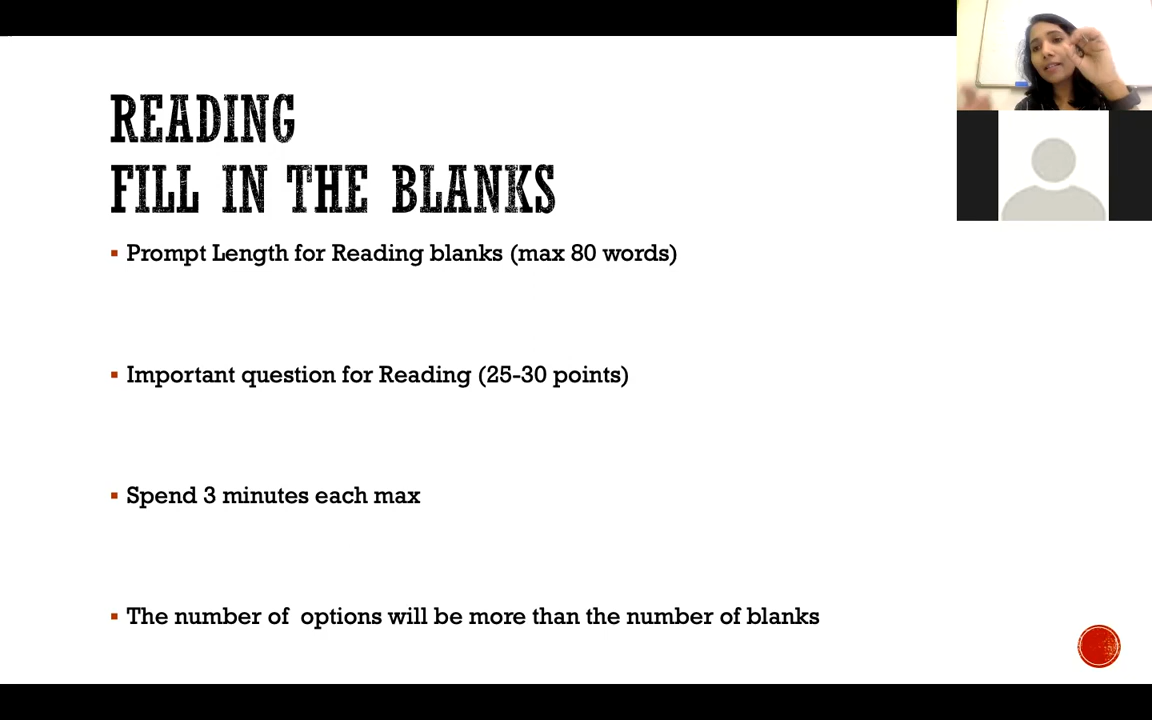 READING
FILL IN THE BLANKS
▪ Prompt Length for Reading blanks (max 80 words)
▪ Important question for Reading (25-30 points)
▪ Spend 3 minutes each max
▪ The number of  options will be more than the number of blanks